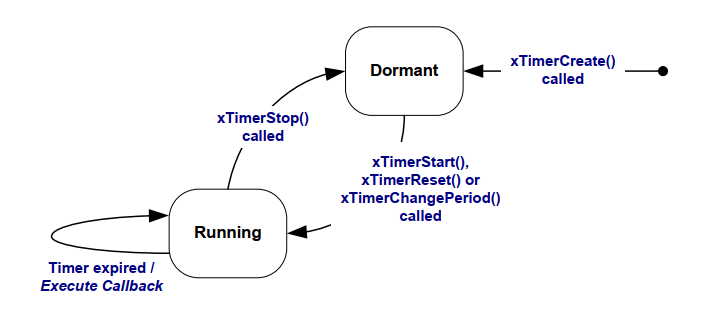 Dormant
xTimerCreate()
called
xTimerStop()
called
xTimerStart(),
xTimerReset() or
xTimerChangePeriod()
called
Running
Timer expired /
Execute Callback